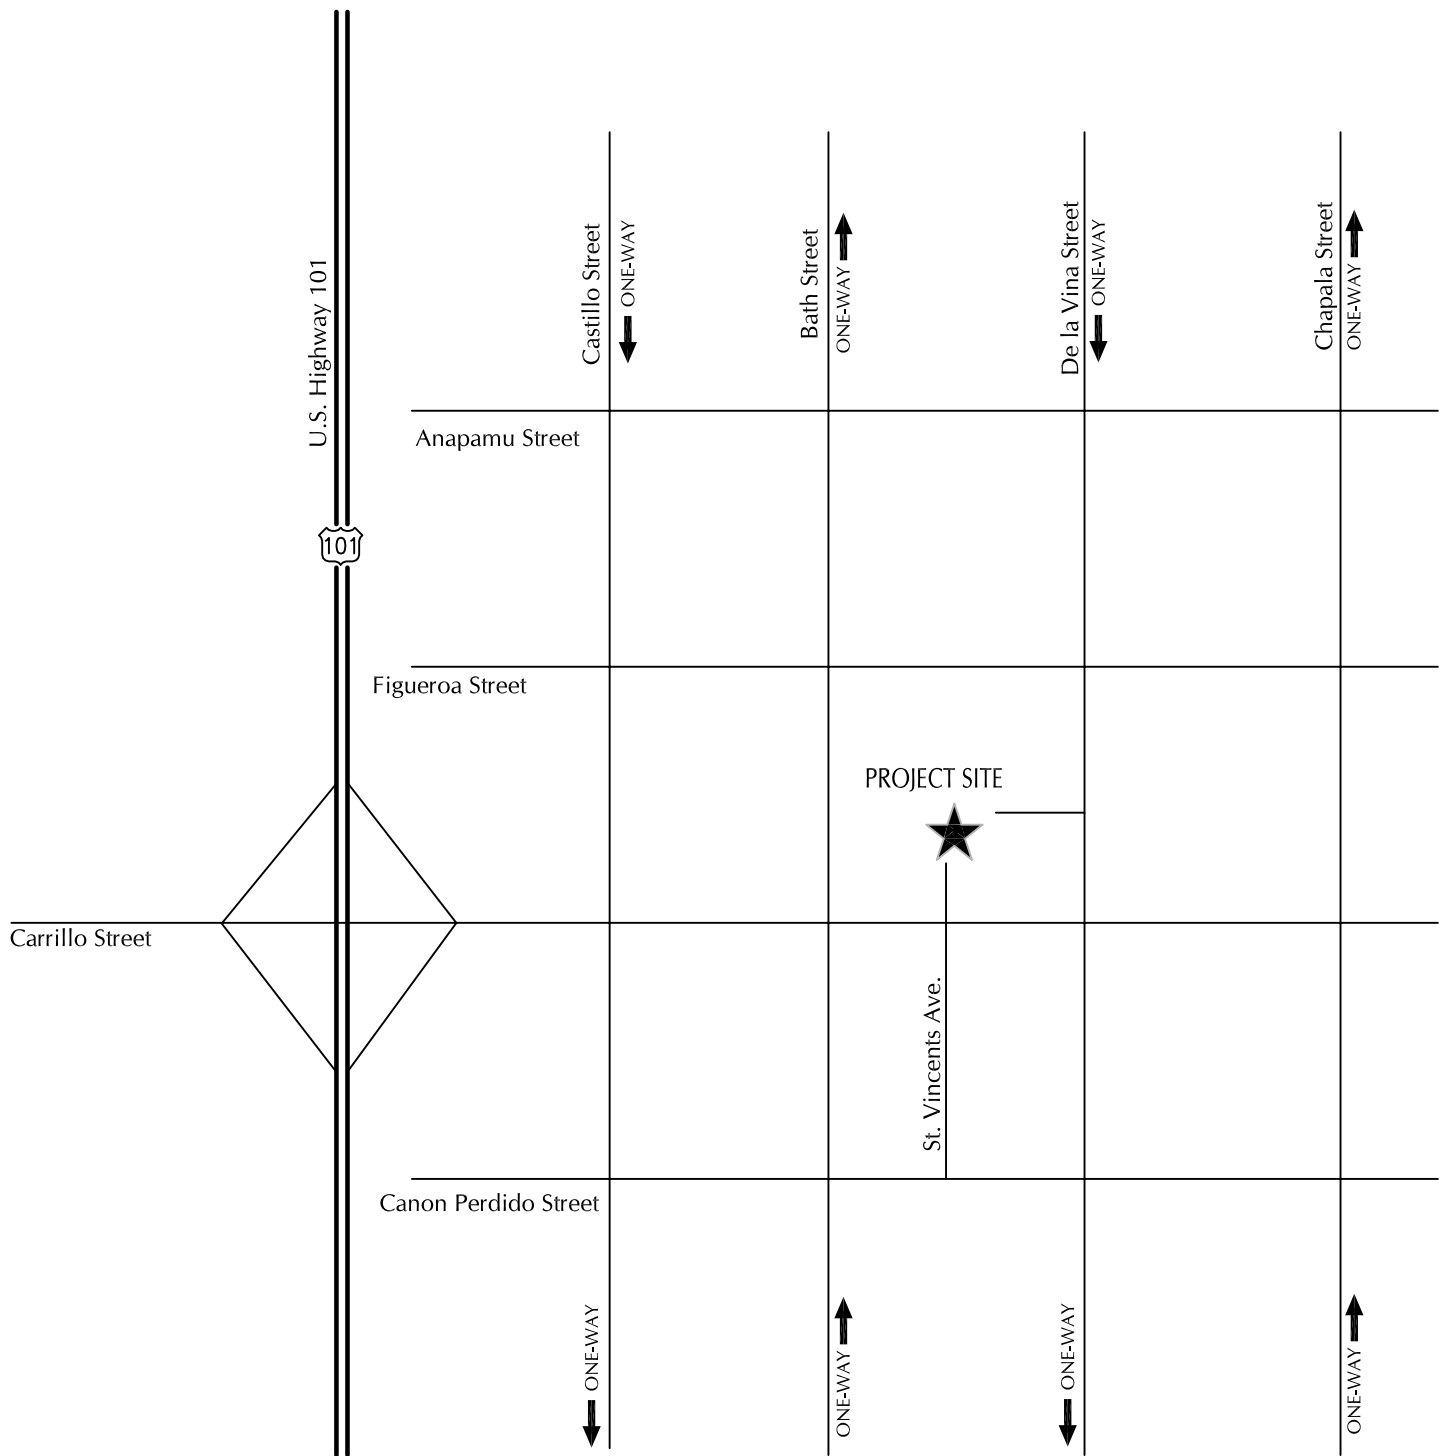 U.S. Highway 101
Castillo Street
ONE-WAY
Bath Street
ONE-WAY
De la Vina Street
ONE-WAY
Chapala Street
ONE-WAY
Anapamu Street
101
Figueroa Street
PROJECT SITE
Carrillo Street
St. Vincents Ave.
Canon Perdido Street
ONE-WAY
ONE-WAY
ONE-WAY
ONE-WAY